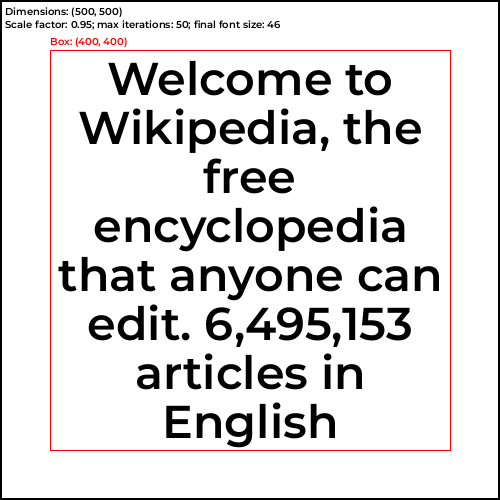 Dimensions: (500, 500)
Scale factor: 0.95; max iterations: 50; final font size: 46
Box: (400, 400)
Welcome to
Wikipedia, the
free
encyclopedia
that anyone can
edit. 6,495,153
articles in
English